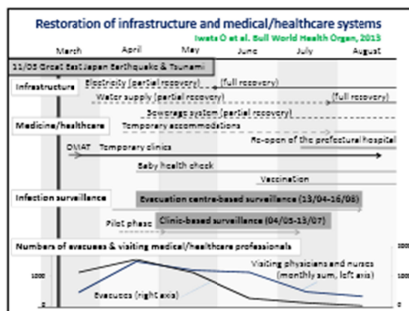 Restoration of infrastructure and medical/healthcare systems
Iwata O et al. Bull World Health Organ, 2013
March April May June July August
11/03 Great East Japan Earthquake & Tsunami
Infrastructure Electricity (partial recovery) (full recovery)
Water supply (partial recovery) (full recovery)
Sewerage system (partial recovery)
Medicine/healthcare Temporary accommodations
Re-open of the prefectural hospital
DMAT Temporary clinics
Baby health check
Vaccination
Infection surveillance Evacuation centre-based surveillance (13/04-16/08)
Pilot phase Clinic-based surveillance (04/05-13/07)
Numbers of evacuees & visiting medical/healthcare professionals
Visiting physicians and nurses
(monthly sum, left axis)
Evacuees (right axis)
1000
0
1000
0